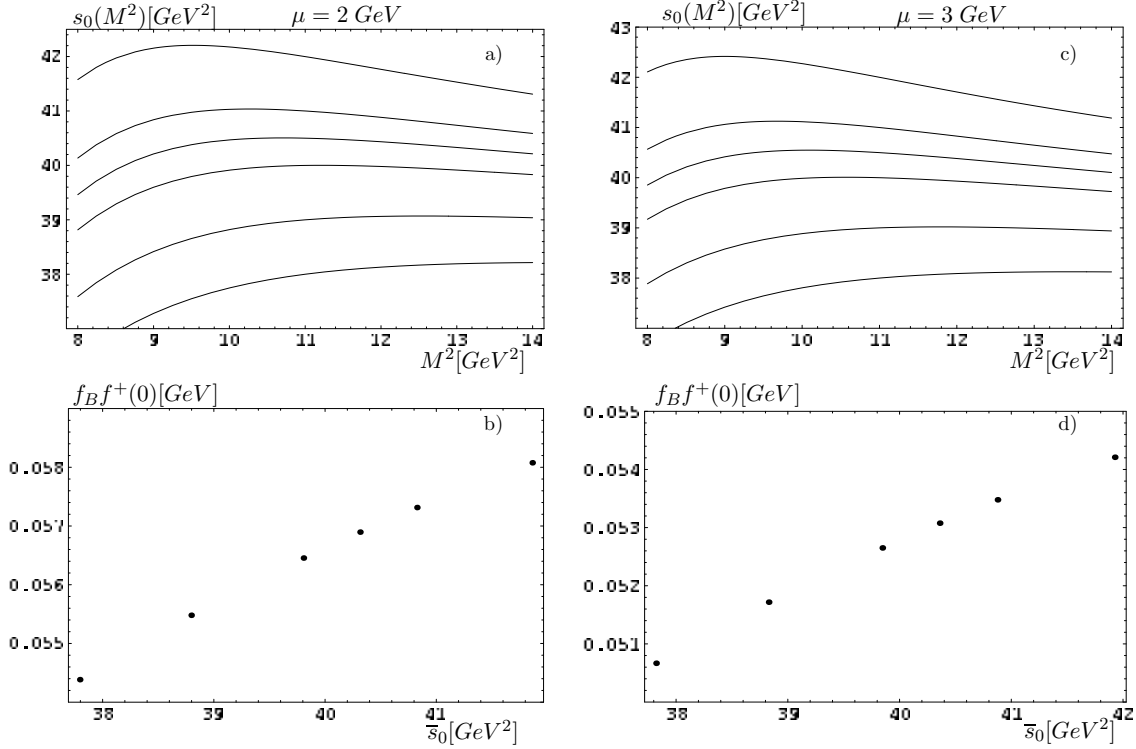 s₀(M²)[GeV²]
μ = 2 GeV
a)
42
41
40
39
38
8 9 10 11 12 13 14
M²[GeV²]
s₀(M²)[GeV²]
μ = 3 GeV
c)
43
42
41
40
39
38
8 9 10 11 12 13 14
M²[GeV²]
f_B f⁺(0)[GeV]
b)
0.058
0.057
0.056
0.055
38 39 40 41
s̅₀[GeV²]
f_B f⁺(0)[GeV]
d)
0.055
0.054
0.053
0.052
0.051
38 39 40 41 42
s̅₀[GeV²]